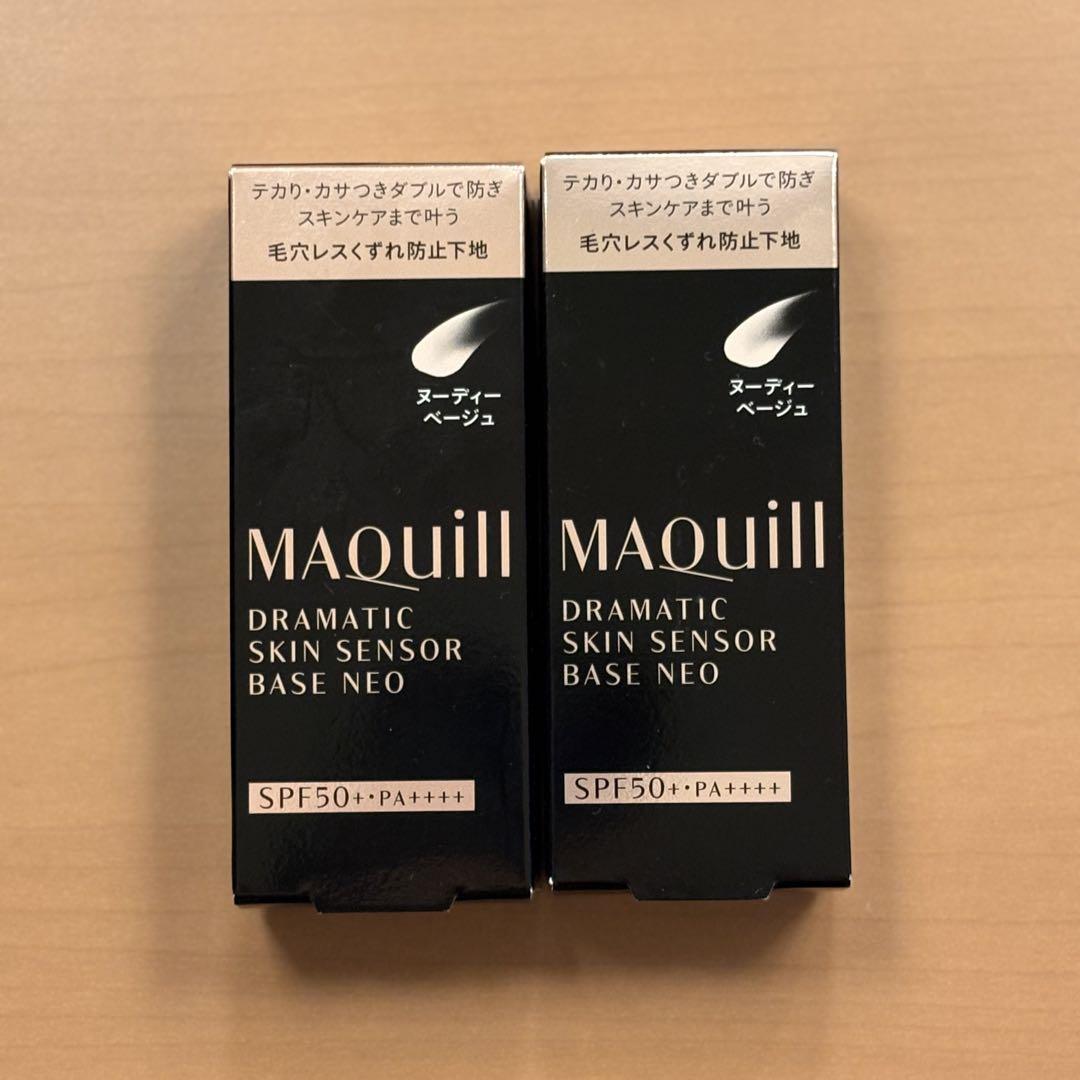 テカり・カサつきダブルで防ぎ
スキンケアまで叶う
毛穴レスくずれ防止下地
ヌーディー
ベージュ
MAQuill
DRAMATIC
SKIN SENSOR
BASE NEO
SPF50+・PA++++
テカり・カサつきダブルで防ぎ
スキンケアまで叶う
毛穴レスくずれ防止下地
ヌーディー
ベージュ
MAQuill
DRAMATIC
SKIN SENSOR
BASE NEO
SPF50+・PA++++